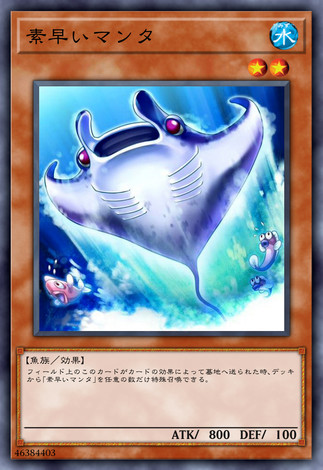 素早いマンタ
水
【魚族／効果】
フィールド上のこのカードがカードの効果によって墓地へ送られた時、デッキ
から「素早いマンタ」を任意の数だけ特殊召喚できる。
ATK/ 800 DEF/ 100
46384403